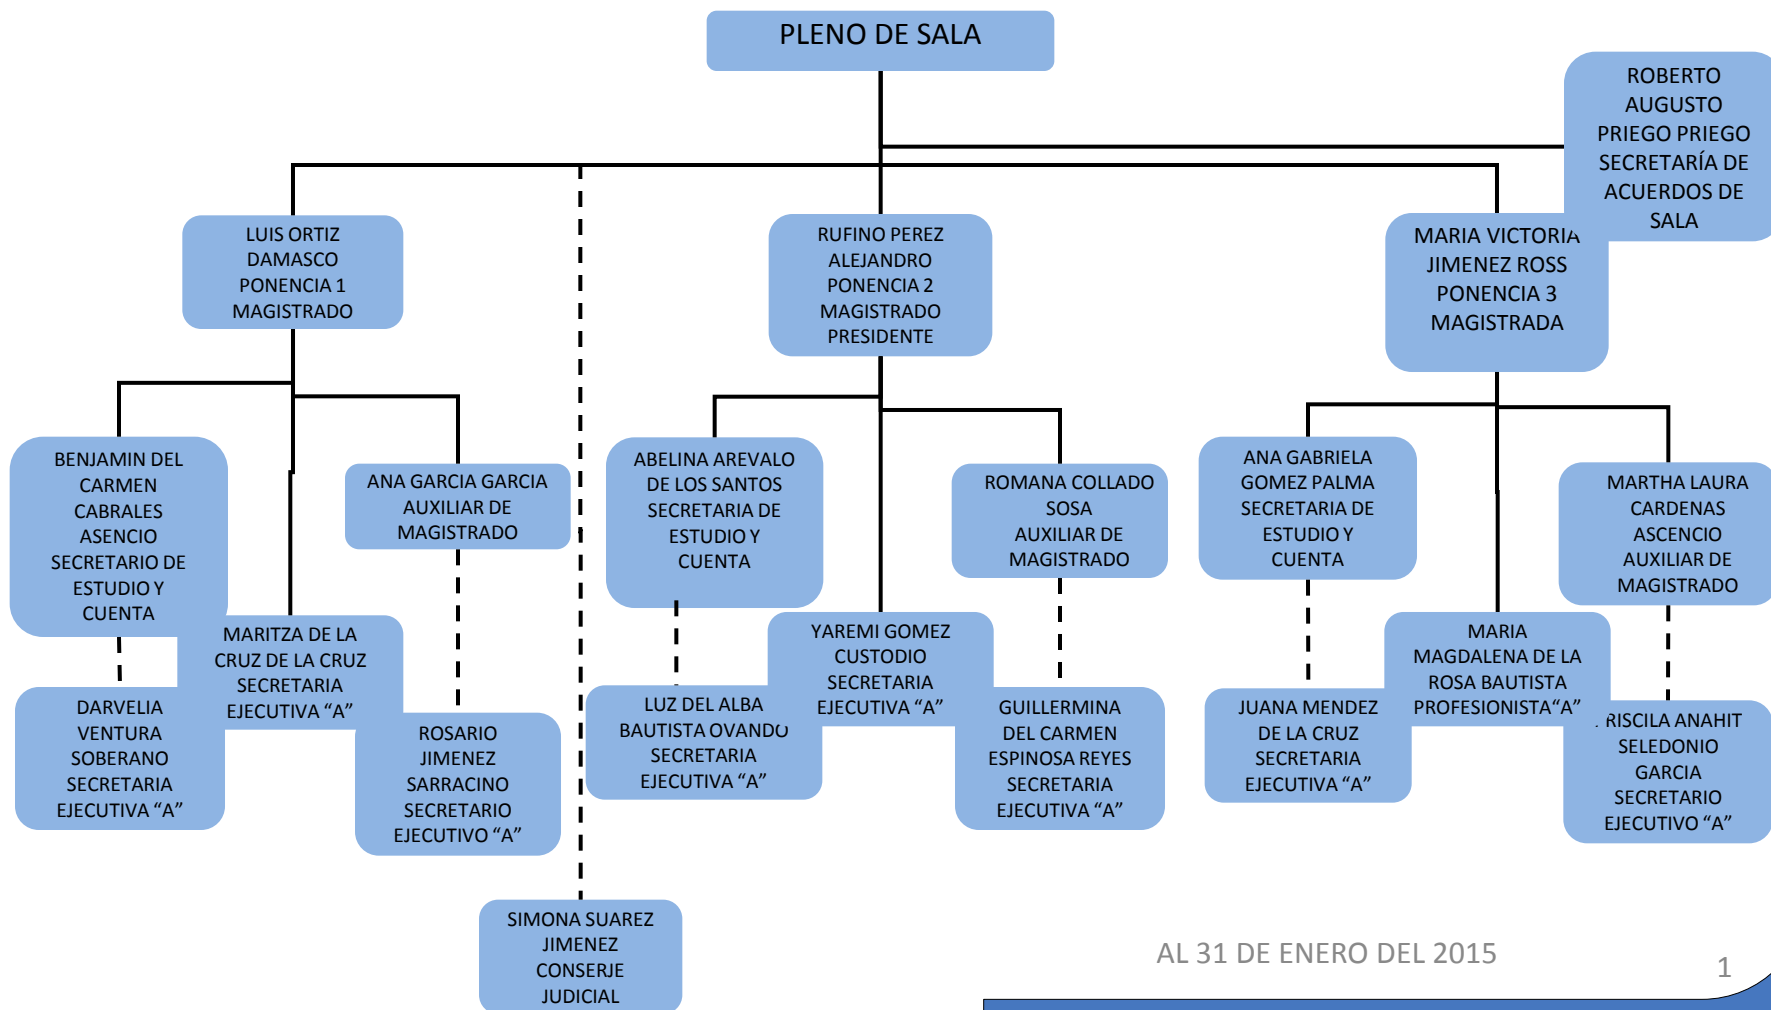 PLENO DE SALA
ROBERTO
AUGUSTO
PRIEGO PRIEGO
SECRETARÍA DE
ACUERDOS DE
SALA
LUIS ORTIZ
DAMASCO
PONENCIA 1
MAGISTRADO
RUFINO PEREZ
ALEJANDRO
PONENCIA 2
MAGISTRADO
PRESIDENTE
MARIA VICTORIA
JIMENEZ ROSS
PONENCIA 3
MAGISTRADA
BENJAMIN DEL
CARMEN
CABRALES
ASENCIO
SECRETARIO DE
ESTUDIO Y
CUENTA
ANA GARCIA GARCIA
AUXILIAR DE
MAGISTRADO
ABELINA AREVALO
DE LOS SANTOS
SECRETARIA DE
ESTUDIO Y
CUENTA
ROMANA COLLADO
SOSA
AUXILIAR DE
MAGISTRADO
ANA GABRIELA
GOMEZ PALMA
SECRETARIA DE
ESTUDIO Y
CUENTA
MARTHA LAURA
CARDENAS
ASCENCIO
AUXILIAR DE
MAGISTRADO
MARITZA DE LA
CRUZ DE LA CRUZ
SECRETARIA
EJECUTIVA “A”
YAREMI GOMEZ
CUSTODIO
SECRETARIA
EJECUTIVA “A”
MARIA
MAGDALENA DE LA
ROSA BAUTISTA
PROFESIONISTA“A”
DARVELIA
VENTURA
SOBERANO
SECRETARIA
EJECUTIVA “A”
ROSARIO
JIMENEZ
SARRACINO
SECRETARIO
EJECUTIVO “A”
LUZ DEL ALBA
BAUTISTA OVANDO
SECRETARIA
EJECUTIVA “A”
GUILLERMINA
DEL CARMEN
ESPINOSA REYES
SECRETARIA
EJECUTIVA “A”
JUANA MENDEZ
DE LA CRUZ
SECRETARIA
EJECUTIVA “A”
RISCILA ANAHIT
SELEDONIO
GARCIA
SECRETARIO
EJECUTIVO “A”
SIMONA SUAREZ
JIMENEZ
CONSERJE
JUDICIAL
AL 31 DE ENERO DEL 2015
1